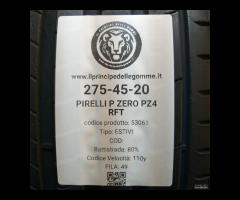 www.ilprincipedellegomme.it
275-45-20
PIRELLI P ZERO PZ4
RFT
codice prodotto: 53061
Tipo: ESTIVI
COD:
Battistrada: 80%
Codice Velocità: 110y
FILA: 49